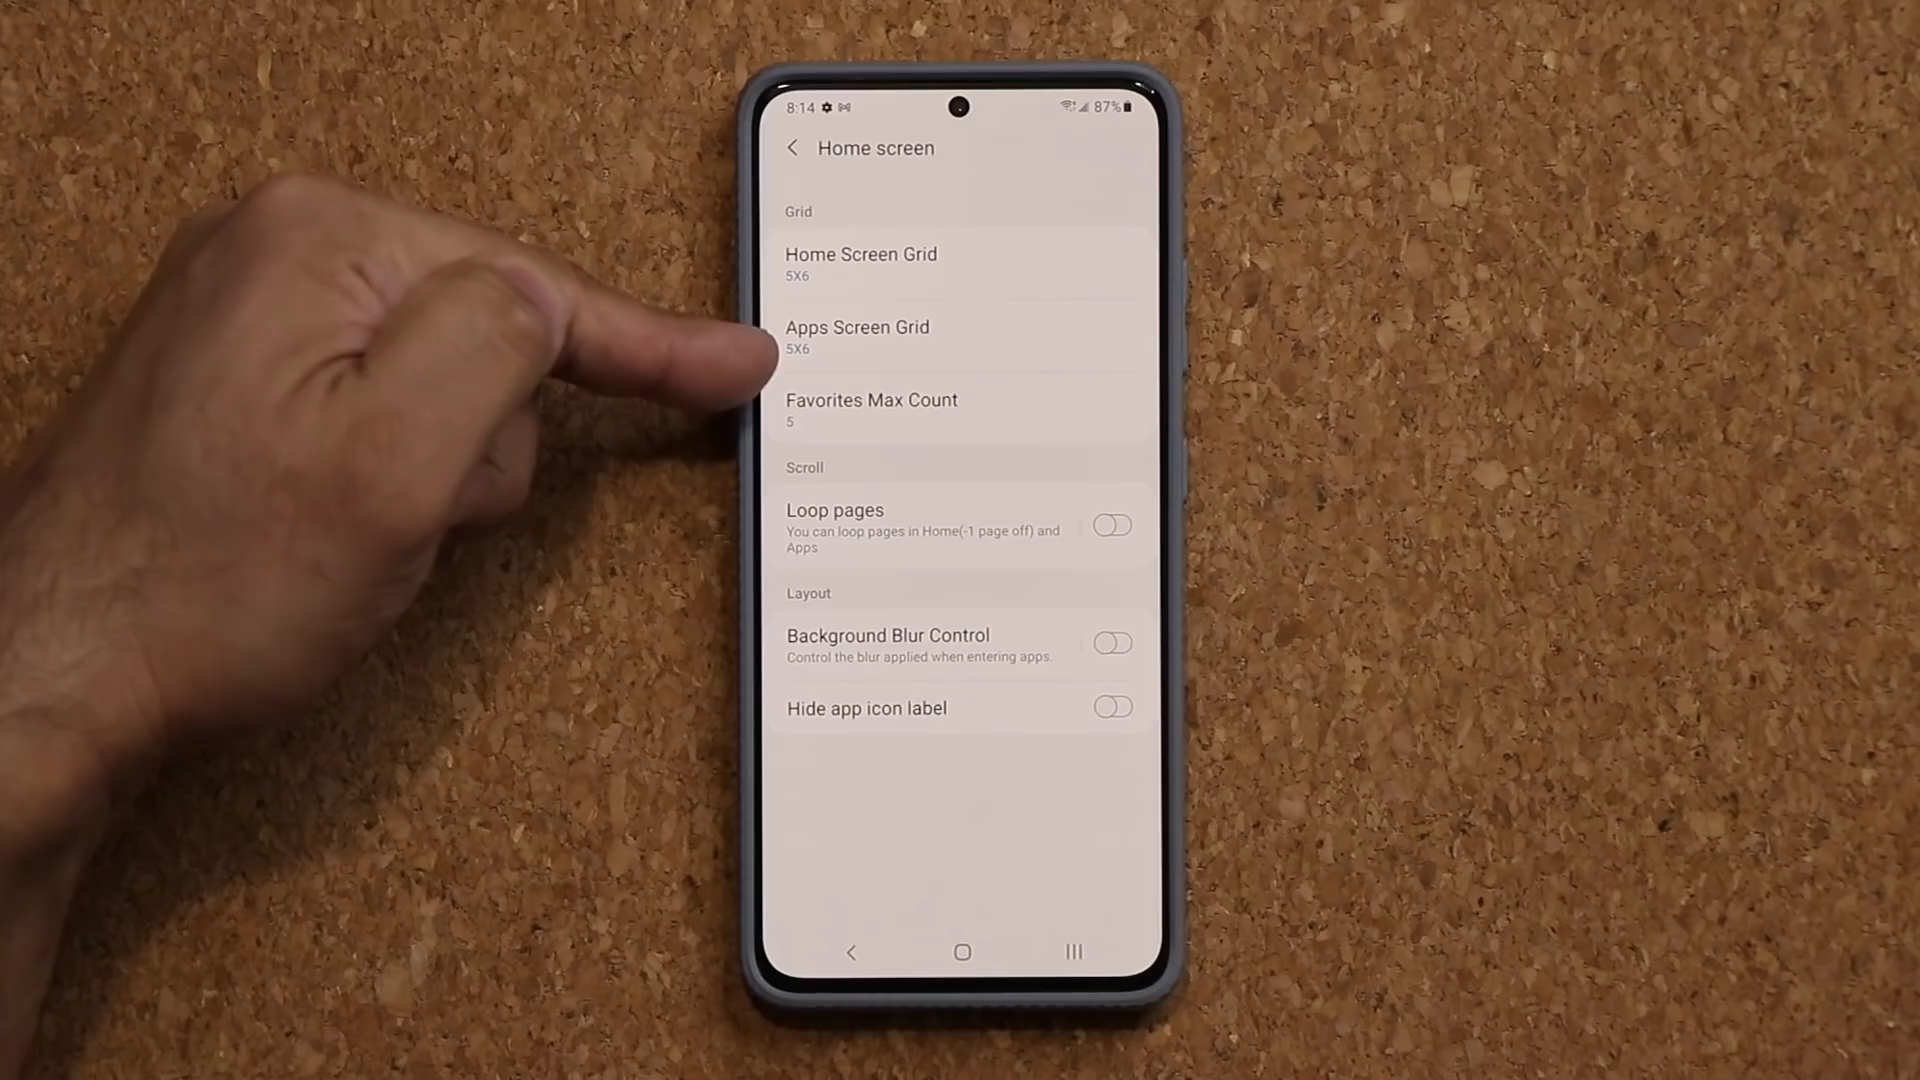 8:14 87%
Home screen
Grid
Home Screen Grid
5X6
Apps Screen Grid
5X6
Favorites Max Count
5
Scroll
Loop pages
You can loop pages in Home(-1 page off) and
Apps
Layout
Background Blur Control
Control the blur applied when entering apps.
Hide app icon label